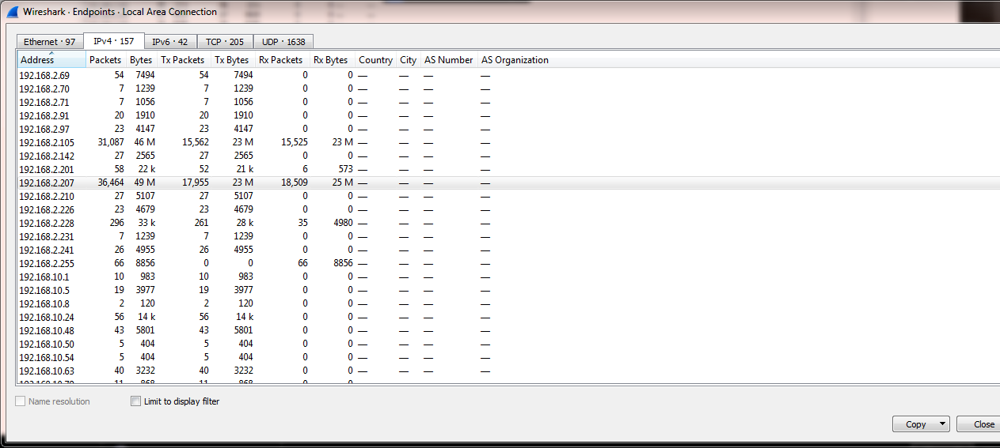 Wireshark · Endpoints · Local Area Connection
Ethernet · 97 IPv4 · 157 IPv6 · 42 TCP · 205 UDP · 1638
Address Packets Bytes Tx Packets Tx Bytes Rx Packets Rx Bytes Country City AS Number AS Organization
192.168.2.69 54 7494 54 7494 0 0 — — — —
192.168.2.70 7 1239 7 1239 0 0 — — — —
192.168.2.71 7 1056 7 1056 0 0 — — — —
192.168.2.91 20 1910 20 1910 0 0 — — — —
192.168.2.97 23 4147 23 4147 0 0 — — — —
192.168.2.105 31,087 46 M 15,562 23 M 15,525 23 M — — — —
192.168.2.142 27 2565 27 2565 0 0 — — — —
192.168.2.201 58 22 k 52 21 k 6 573 — — — —
192.168.2.207 36,464 49 M 17,955 23 M 18,509 25 M — — — —
192.168.2.210 27 5107 27 5107 0 0 — — — —
192.168.2.226 23 4679 23 4679 0 0 — — — —
192.168.2.228 296 33 k 261 28 k 35 4980 — — — —
192.168.2.231 7 1239 7 1239 0 0 — — — —
192.168.2.241 26 4955 26 4955 0 0 — — — —
192.168.2.255 66 8856 0 0 66 8856 — — — —
192.168.10.1 10 983 10 983 0 0 — — — —
192.168.10.5 19 3977 19 3977 0 0 — — — —
192.168.10.8 2 120 2 120 0 0 — — — —
192.168.10.24 56 14 k 56 14 k 0 0 — — — —
192.168.10.48 43 5801 43 5801 0 0 — — — —
192.168.10.50 5 404 5 404 0 0 — — — —
192.168.10.54 5 404 5 404 0 0 — — — —
192.168.10.63 40 3232 40 3232 0 0 — — — —
Name resolution Limit to display filter
Copy Close